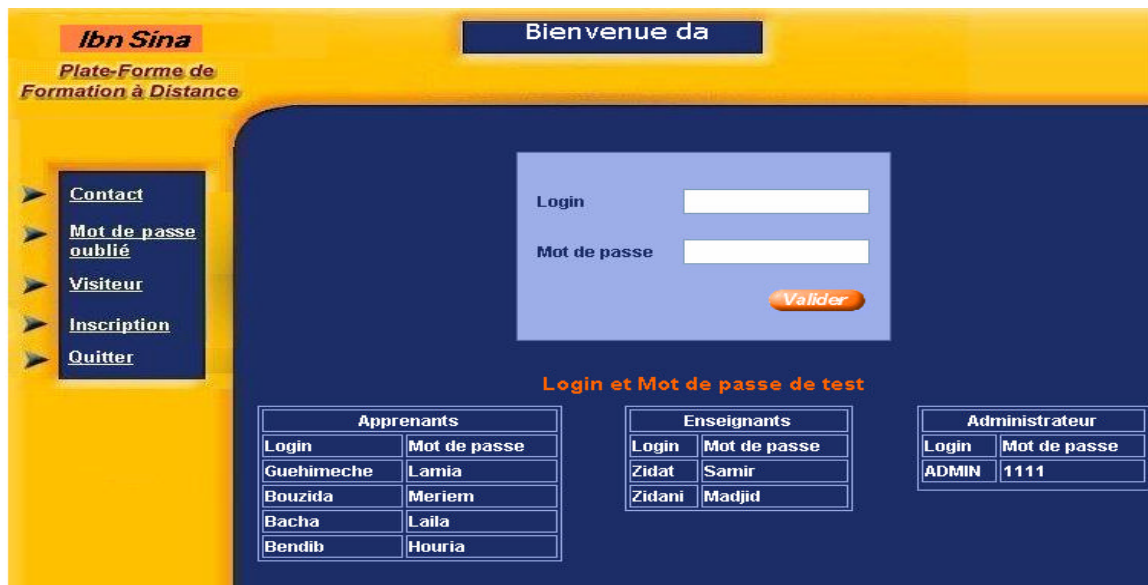 Ibn Sina
Plate-Forme de
Formation à Distance
Bienvenue da
Contact
Mot de passe
oublié
Visiteur
Inscription
Quitter
Login
Mot de passe
Valider
Login et Mot de passe de test
Apprenants
Login Mot de passe
Guehimeche Lamia
Bouzida Meriem
Bacha Laila
Bendib Houria
Enseignants
Login Mot de passe
Zidat Samir
Zidani Madjid
Administrateur
Login Mot de passe
ADMIN 1111